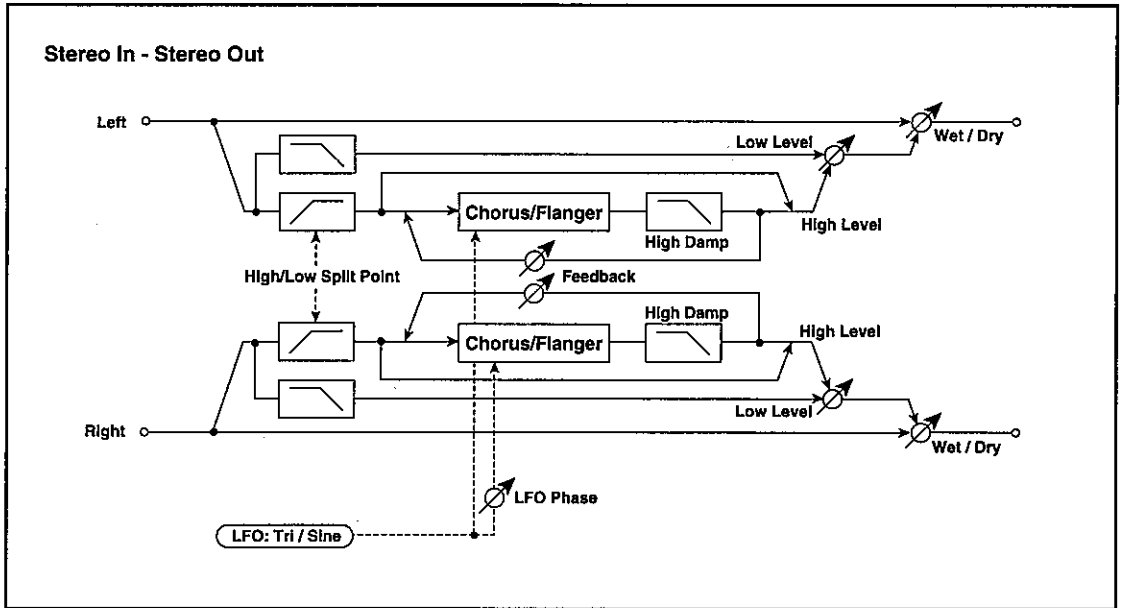 Stereo In - Stereo Out
Left
Wet / Dry
Low Level
Chorus/Flanger
High Damp
High Level
High/Low Split Point
Feedback
High Damp
Chorus/Flanger
High Level
Low Level
Right
Wet / Dry
LFO Phase
LFO: Tri / Sine